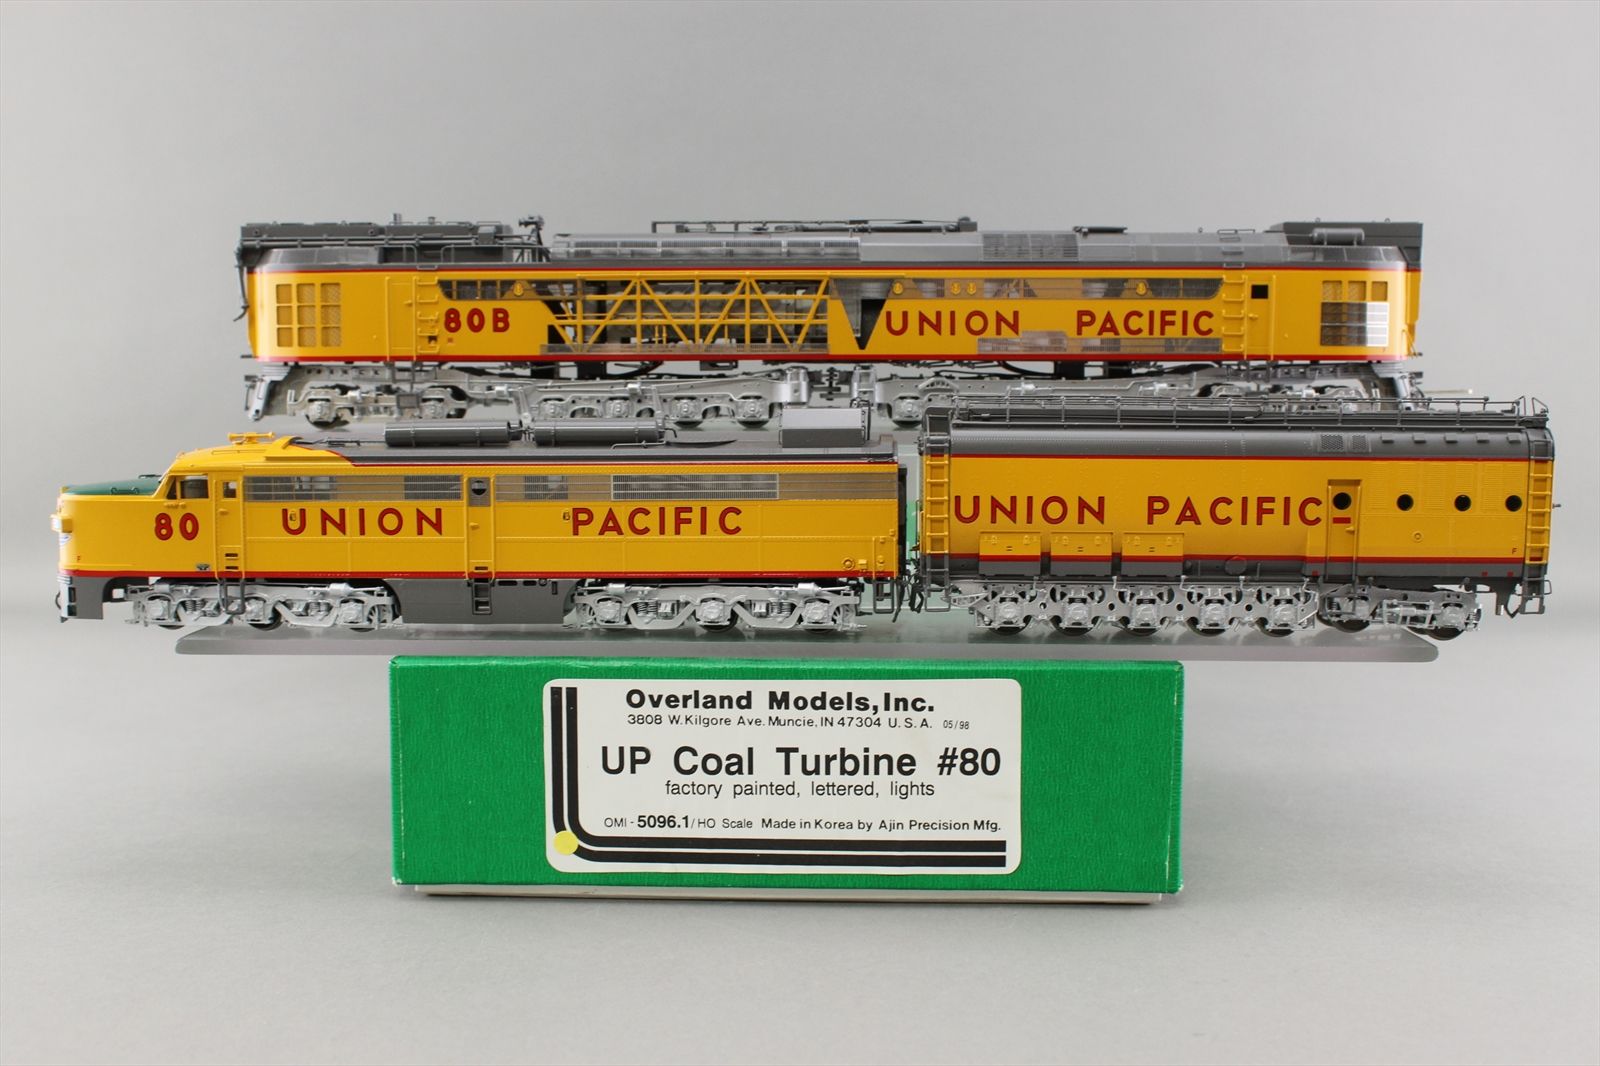 80B UNION PACIFIC
80 UNION PACIFIC
F
UNION PACIFIC
F
Overland Models,Inc.
3808 W.Kilgore Ave. Muncie, IN 47304 U.S.A. 05/98
UP Coal Turbine #80
factory painted, lettered, lights
OMI-5096.1/HO Scale Made in Korea by Ajin Precision Mfg.